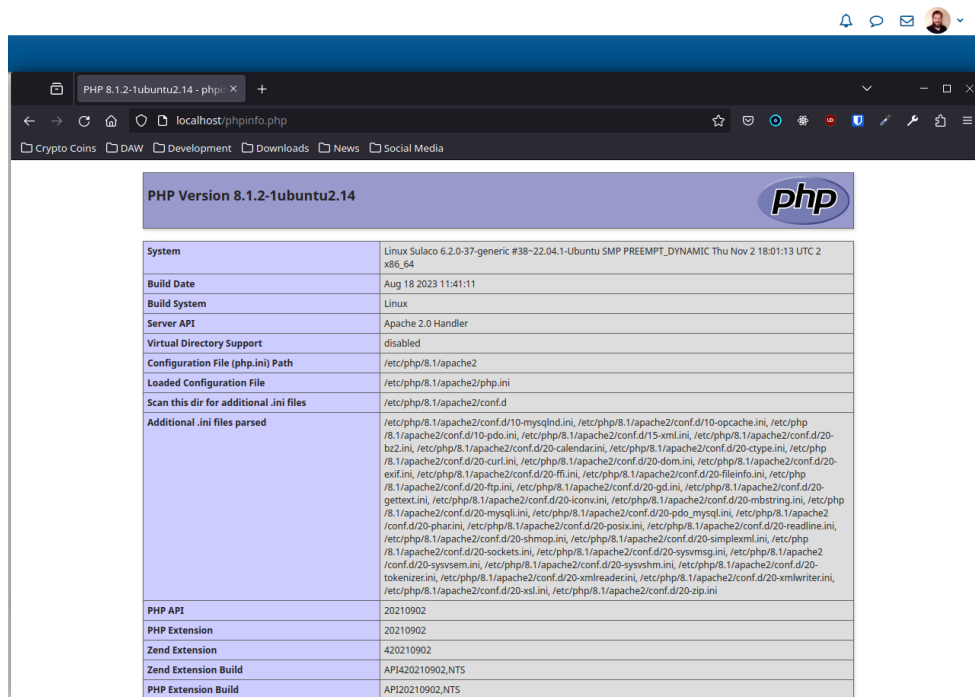 PHP 8.1.2-1ubuntu2.14 - phpin
localhost/phpinfo.php
Crypto Coins DAW Development Downloads News Social Media
PHP Version 8.1.2-1ubuntu2.14
php
System Linux Sulaco 6.2.0-37-generic #38~22.04.1-Ubuntu SMP PREEMPT_DYNAMIC Thu Nov 2 18:01:13 UTC 2
x86_64
Build Date Aug 18 2023 11:41:11
Build System Linux
Server API Apache 2.0 Handler
Virtual Directory Support disabled
Configuration File (php.ini) Path /etc/php/8.1/apache2
Loaded Configuration File /etc/php/8.1/apache2/php.ini
Scan this dir for additional .ini files /etc/php/8.1/apache2/conf.d
Additional .ini files parsed /etc/php/8.1/apache2/conf.d/10-mysqlnd.ini, /etc/php/8.1/apache2/conf.d/10-opcache.ini, /etc/php
/8.1/apache2/conf.d/10-pdo.ini, /etc/php/8.1/apache2/conf.d/15-xml.ini, /etc/php/8.1/apache2/conf.d/20-
bz2.ini, /etc/php/8.1/apache2/conf.d/20-calendar.ini, /etc/php/8.1/apache2/conf.d/20-ctype.ini, /etc/php
/8.1/apache2/conf.d/20-curl.ini, /etc/php/8.1/apache2/conf.d/20-dom.ini, /etc/php/8.1/apache2/conf.d/20-
exif.ini, /etc/php/8.1/apache2/conf.d/20-ffi.ini, /etc/php/8.1/apache2/conf.d/20-fileinfo.ini, /etc/php
/8.1/apache2/conf.d/20-ftp.ini, /etc/php/8.1/apache2/conf.d/20-gd.ini, /etc/php/8.1/apache2/conf.d/20-
gettext.ini, /etc/php/8.1/apache2/conf.d/20-iconv.ini, /etc/php/8.1/apache2/conf.d/20-mbstring.ini, /etc/php
/8.1/apache2/conf.d/20-mysqli.ini, /etc/php/8.1/apache2/conf.d/20-pdo_mysql.ini, /etc/php/8.1/apache2
/conf.d/20-phar.ini, /etc/php/8.1/apache2/conf.d/20-posix.ini, /etc/php/8.1/apache2/conf.d/20-readline.ini,
/etc/php/8.1/apache2/conf.d/20-shmop.ini, /etc/php/8.1/apache2/conf.d/20-simplexml.ini, /etc/php
/8.1/apache2/conf.d/20-sockets.ini, /etc/php/8.1/apache2/conf.d/20-sysvmsg.ini, /etc/php/8.1/apache2
/conf.d/20-sysvsem.ini, /etc/php/8.1/apache2/conf.d/20-sysvshm.ini, /etc/php/8.1/apache2/conf.d/20-
tokenizer.ini, /etc/php/8.1/apache2/conf.d/20-xmlreader.ini, /etc/php/8.1/apache2/conf.d/20-xmlwriter.ini,
/etc/php/8.1/apache2/conf.d/20-xsl.ini, /etc/php/8.1/apache2/conf.d/20-zip.ini
PHP API 20210902
PHP Extension 20210902
Zend Extension 420210902
Zend Extension Build API420210902,NTS
PHP Extension Build API20210902,NTS